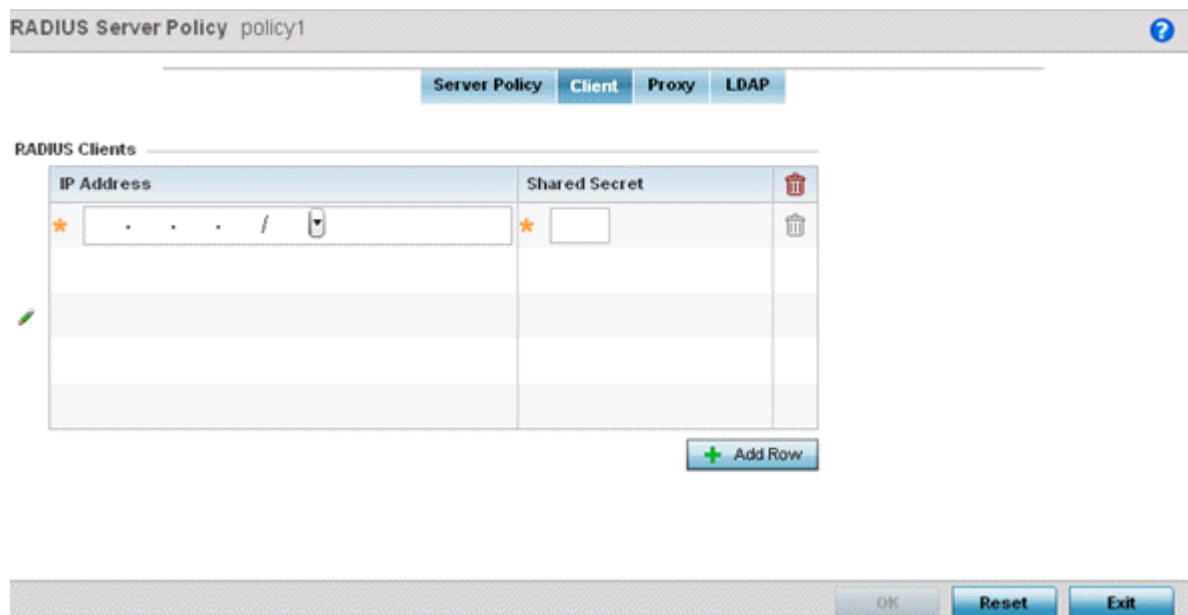 RADIUS Server Policy policy1
?
Server Policy Client Proxy LDAP
RADIUS Clients
IP Address Shared Secret
* . . . / *
+ Add Row
OK Reset Exit